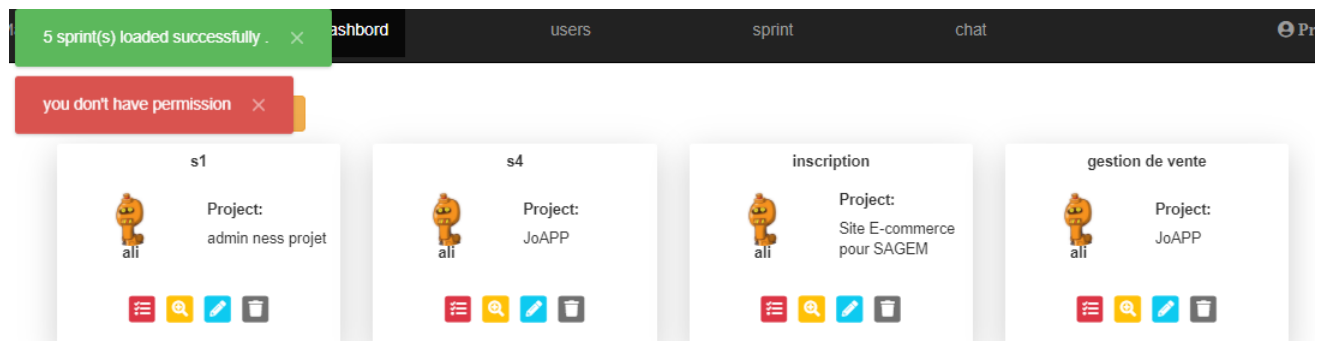 5 sprint(s) loaded successfully . ×
ashbord
users
sprint
chat
Pr
you don't have permission ×
s1
ali
Project:
admin ness projet
s4
ali
Project:
JoAPP
inscription
ali
Project:
Site E-commerce
pour SAGEM
gestion de vente
ali
Project:
JoAPP